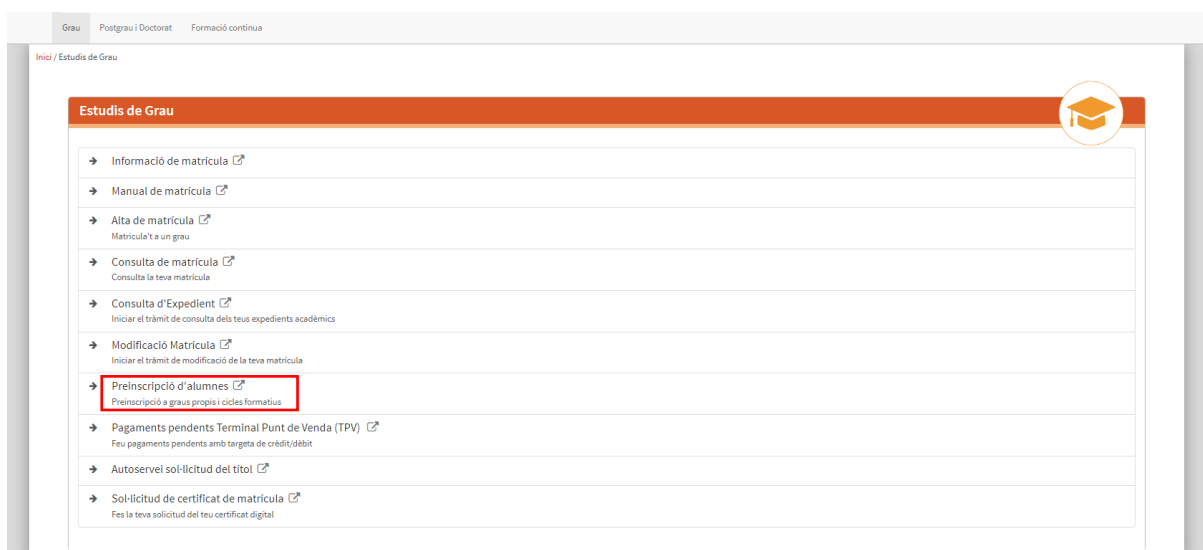 Grau Postgrau i Doctorat Formació continua
Inici / Estudis de Grau
Estudis de Grau
Informació de matrícula
Manual de matrícula
Alta de matrícula
Matricula't a un grau
Consulta de matrícula
Consulta la teva matrícula
Consulta d'Expedient
Iniciar el tràmit de consulta dels teus expedients acadèmics
Modificació Matrícula
Iniciar el tràmit de modificació de la teva matrícula
Preinscripció d'alumnes
Preinscripció a graus propis i cicles formatius
Pagaments pendents Terminal Punt de Venda (TPV)
Feu pagaments pendents amb targeta de crèdit/dèbit
Autoservei sol·licitud del títol
Sol·licitud de certificat de matrícula
Fes la teva solicitud del teu certificat digital